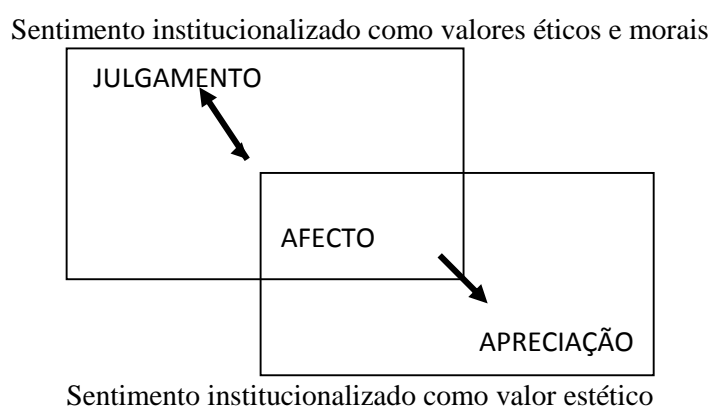 Sentimento institucionalizado como valores éticos e morais
JULGAMENTO
AFECTO
APRECIAÇÃO
Sentimento institucionalizado como valor estético